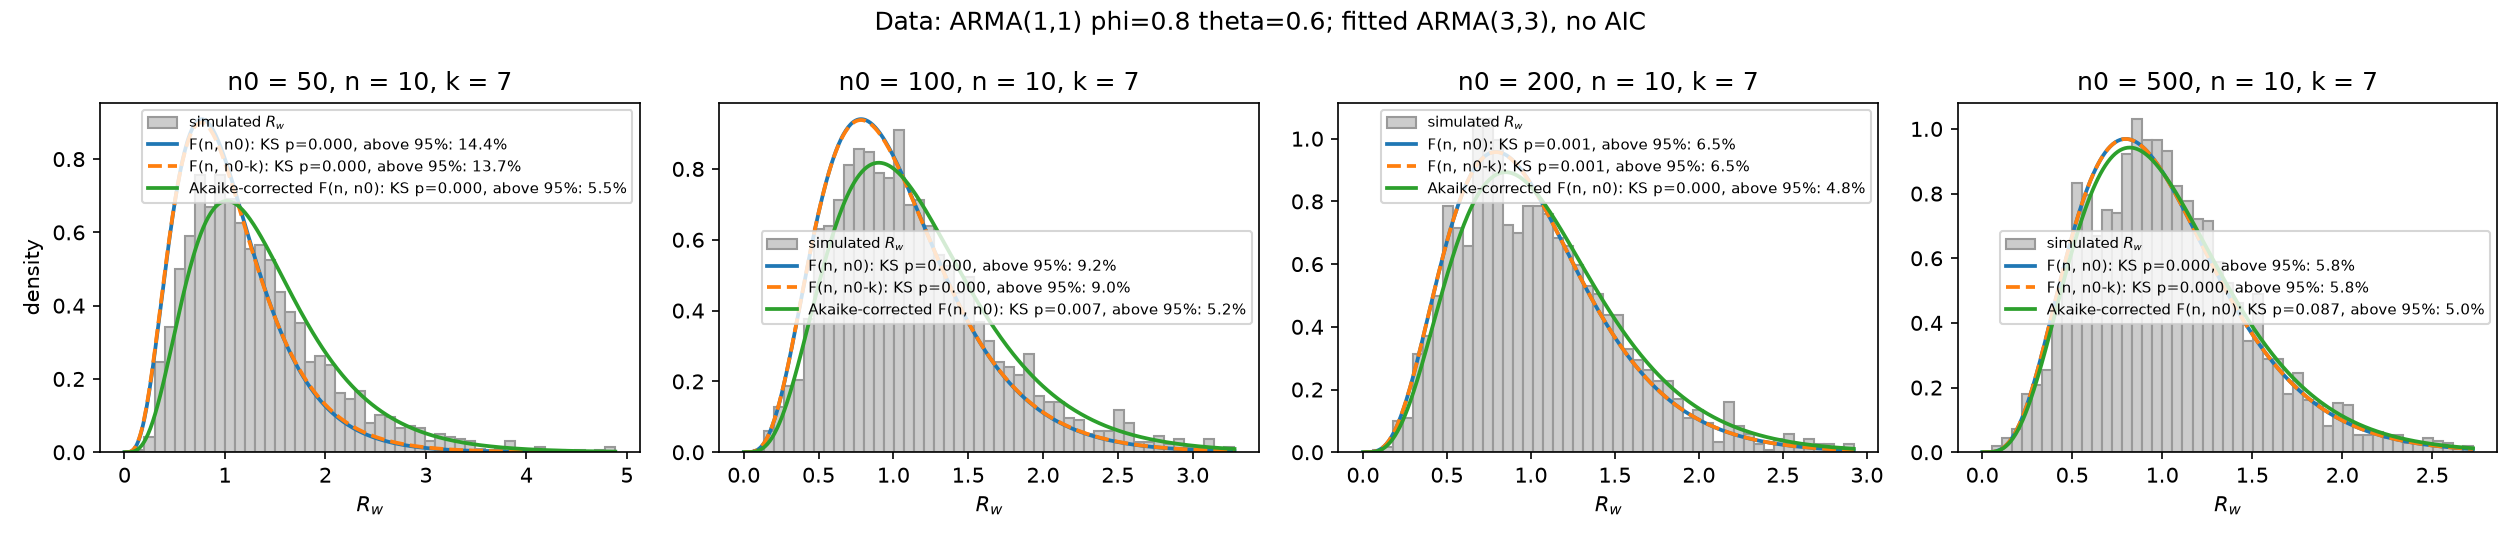 Data: ARMA(1,1) phi=0.8 theta=0.6; fitted ARMA(3,3), no AIC
n0 = 50, n = 10, k = 7
simulated R_w
F(n, n0): KS p=0.000, above 95%: 14.4%
F(n, n0-k): KS p=0.000, above 95%: 13.7%
Akaike-corrected F(n, n0): KS p=0.000, above 95%: 5.5%
density
0.8
0.6
0.4
0.2
0.0
0 1 2 3 4 5
R_w
n0 = 100, n = 10, k = 7
simulated R_w
F(n, n0): KS p=0.000, above 95%: 9.2%
F(n, n0-k): KS p=0.000, above 95%: 9.0%
Akaike-corrected F(n, n0): KS p=0.007, above 95%: 5.2%
0.8
0.6
0.4
0.2
0.0
0.0 0.5 1.0 1.5 2.0 2.5 3.0
R_w
n0 = 200, n = 10, k = 7
simulated R_w
F(n, n0): KS p=0.001, above 95%: 6.5%
F(n, n0-k): KS p=0.001, above 95%: 6.5%
Akaike-corrected F(n, n0): KS p=0.000, above 95%: 4.8%
1.0
0.8
0.6
0.4
0.2
0.0
0.0 0.5 1.0 1.5 2.0 2.5 3.0
R_w
n0 = 500, n = 10, k = 7
simulated R_w
F(n, n0): KS p=0.000, above 95%: 5.8%
F(n, n0-k): KS p=0.000, above 95%: 5.8%
Akaike-corrected F(n, n0): KS p=0.087, above 95%: 5.0%
1.0
0.8
0.6
0.4
0.2
0.0
0.0 0.5 1.0 1.5 2.0 2.5
R_w